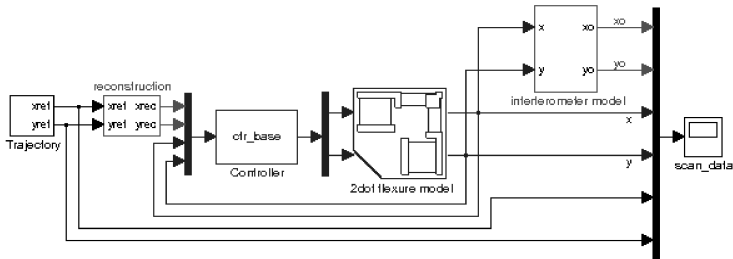 xref
yref
Trajectory
reconstruction
xref xrec
yref yrec
ctr_base
Controller
2dof flexure model
x xo
y yo
interferometer model
xo
yo
x
y
scan_data